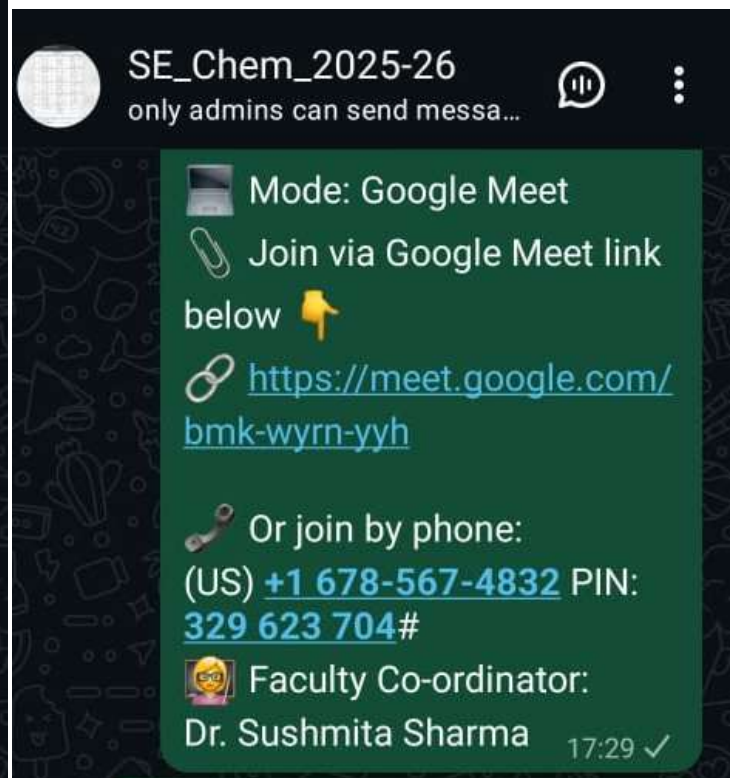 SE_Chem_2025-26
only admins can send messa...
💻 Mode: Google Meet
📎 Join via Google Meet link
below 👇
🔗 https://meet.google.com/
bmk-wyrn-yyh
📞 Or join by phone:
(US) +1 678-567-4832 PIN:
329 623 704#
👩‍🏫 Faculty Co-ordinator:
Dr. Sushmita Sharma
17:29